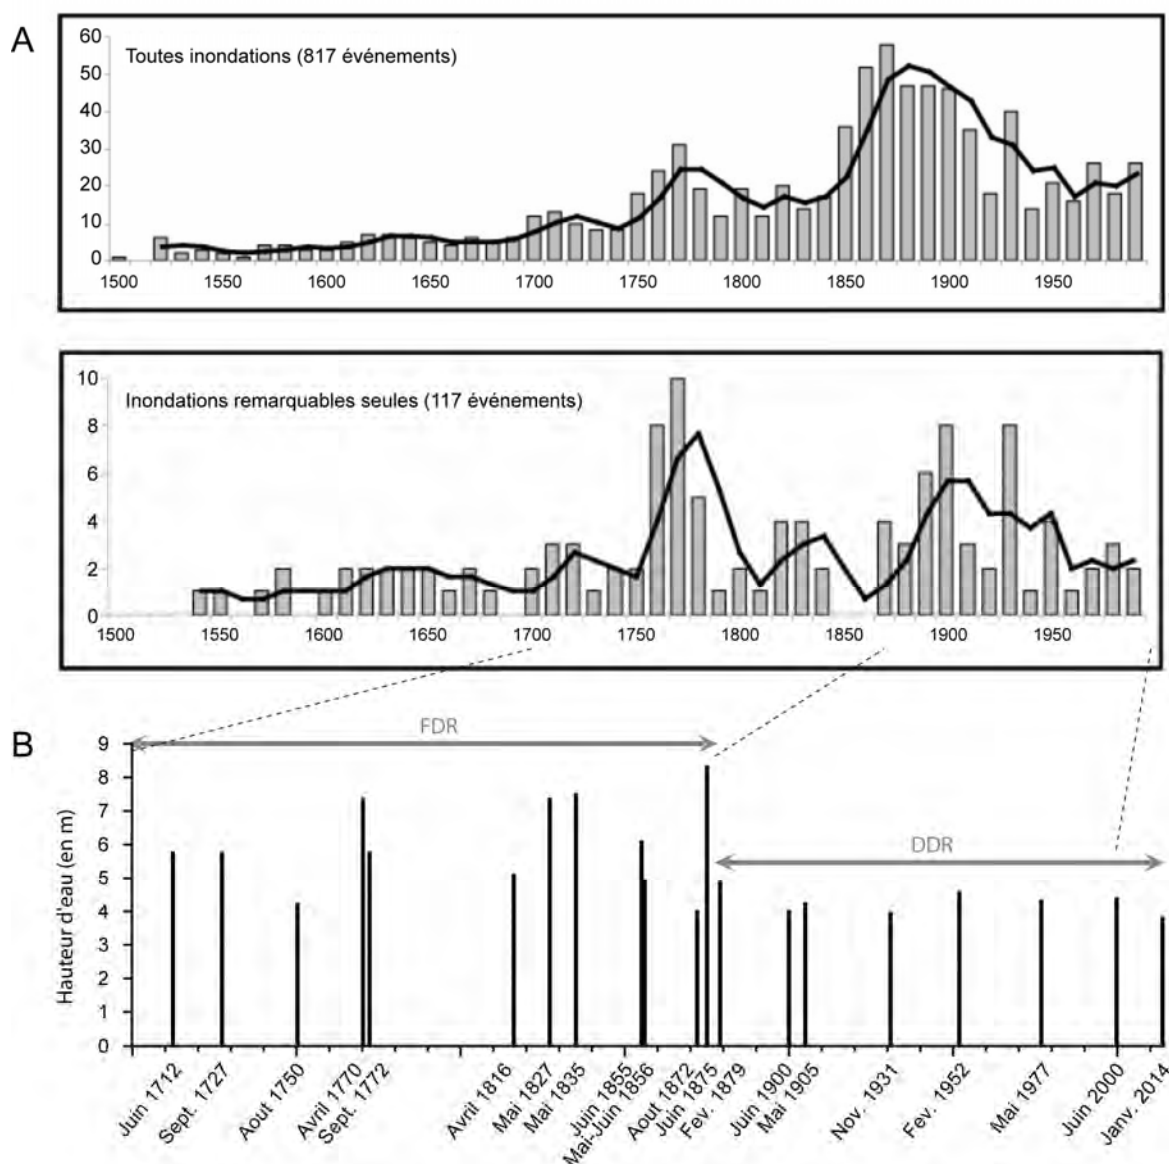 A
Toutes inondations (817 événements)
60
50
40
30
20
10
0
1500 1550 1600 1650 1700 1750 1800 1850 1900 1950
Inondations remarquables seules (117 événements)
10
8
6
4
2
0
1500 1550 1600 1650 1700 1750 1800 1850 1900 1950
B
FDR
DDR
Hauteur d'eau (en m)
9
8
7
6
5
4
3
2
1
0
Juin 1712
Sept. 1727
Aout 1750
Avril 1770
Sept. 1772
Avril 1816
Mai 1827
Mai 1835
Juin 1855
Mai-Juin 1856
Aout 1872
Juin 1875
Fev. 1879
Juin 1900
Mai 1905
Nov. 1931
Fev. 1952
Mai 1977
Juin 2000
Janv. 2014